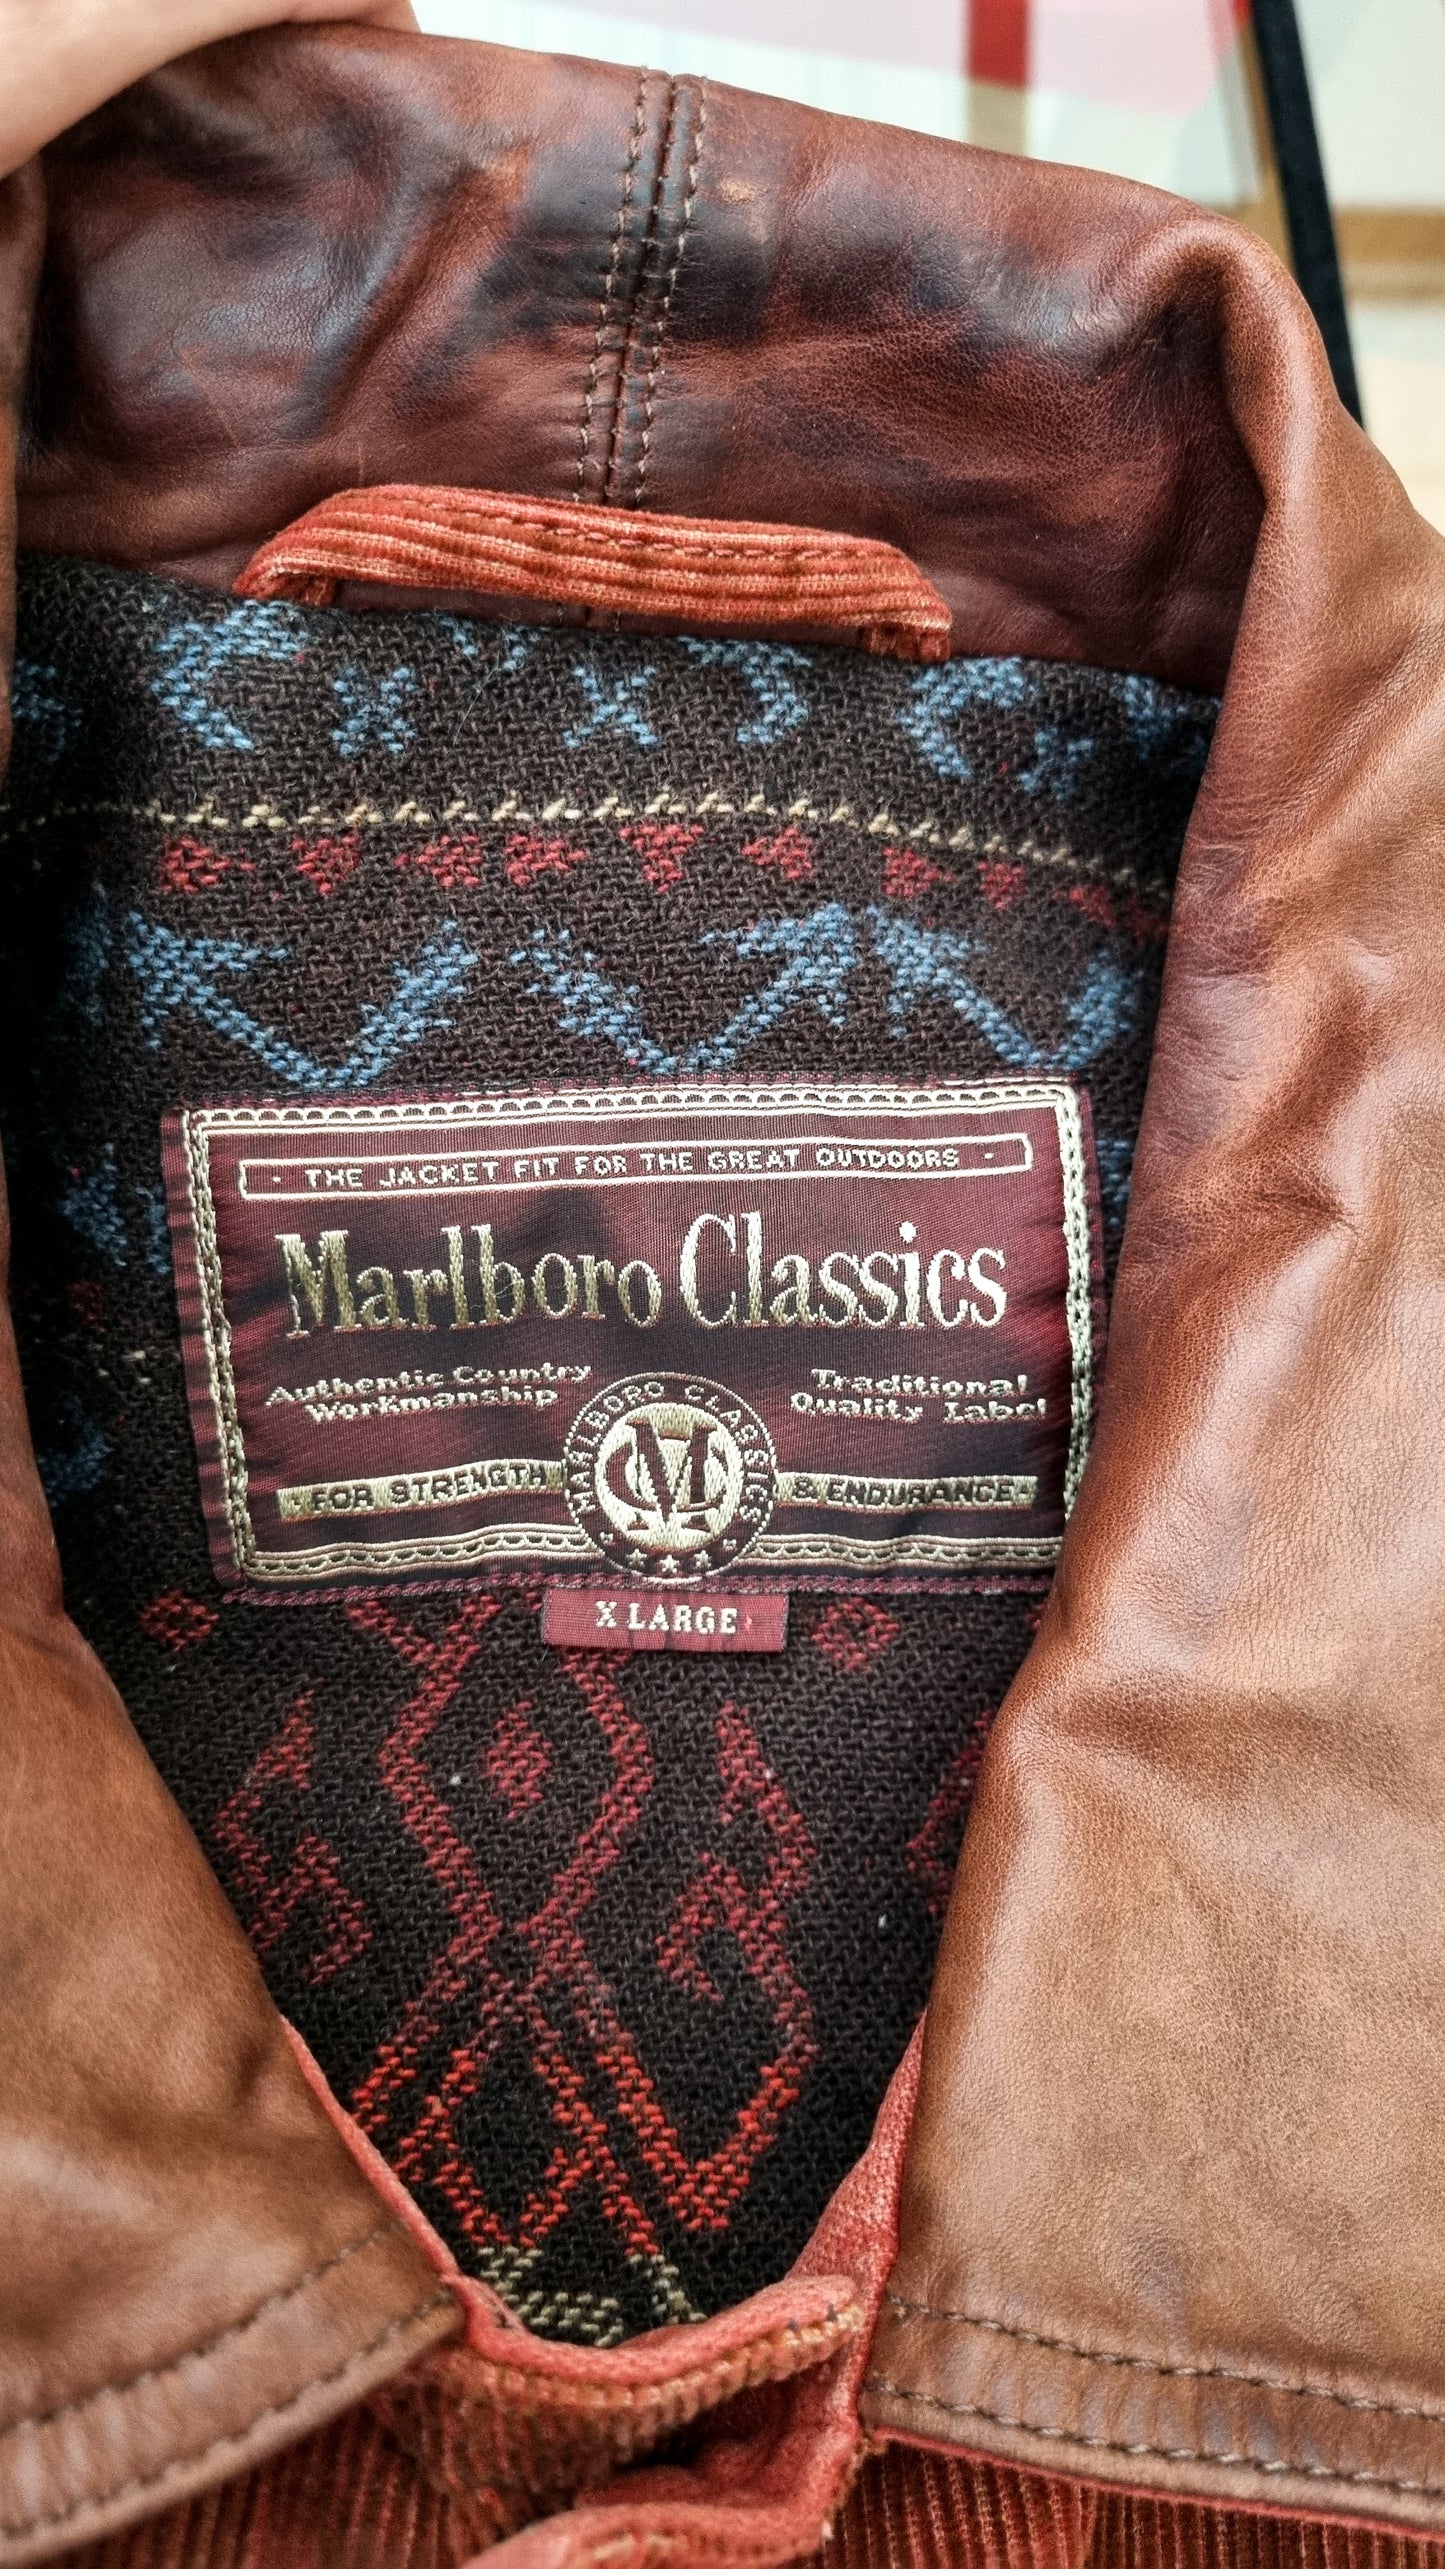 · THE JACKET FIT FOR THE GREAT OUTDOORS ·
Marlboro Classics
Authentic Country
Workmanship
Traditional
Quality Label
MARLBORO CLASSICS
MC
· FOR STRENGTH
& ENDURANCE ·
X LARGE